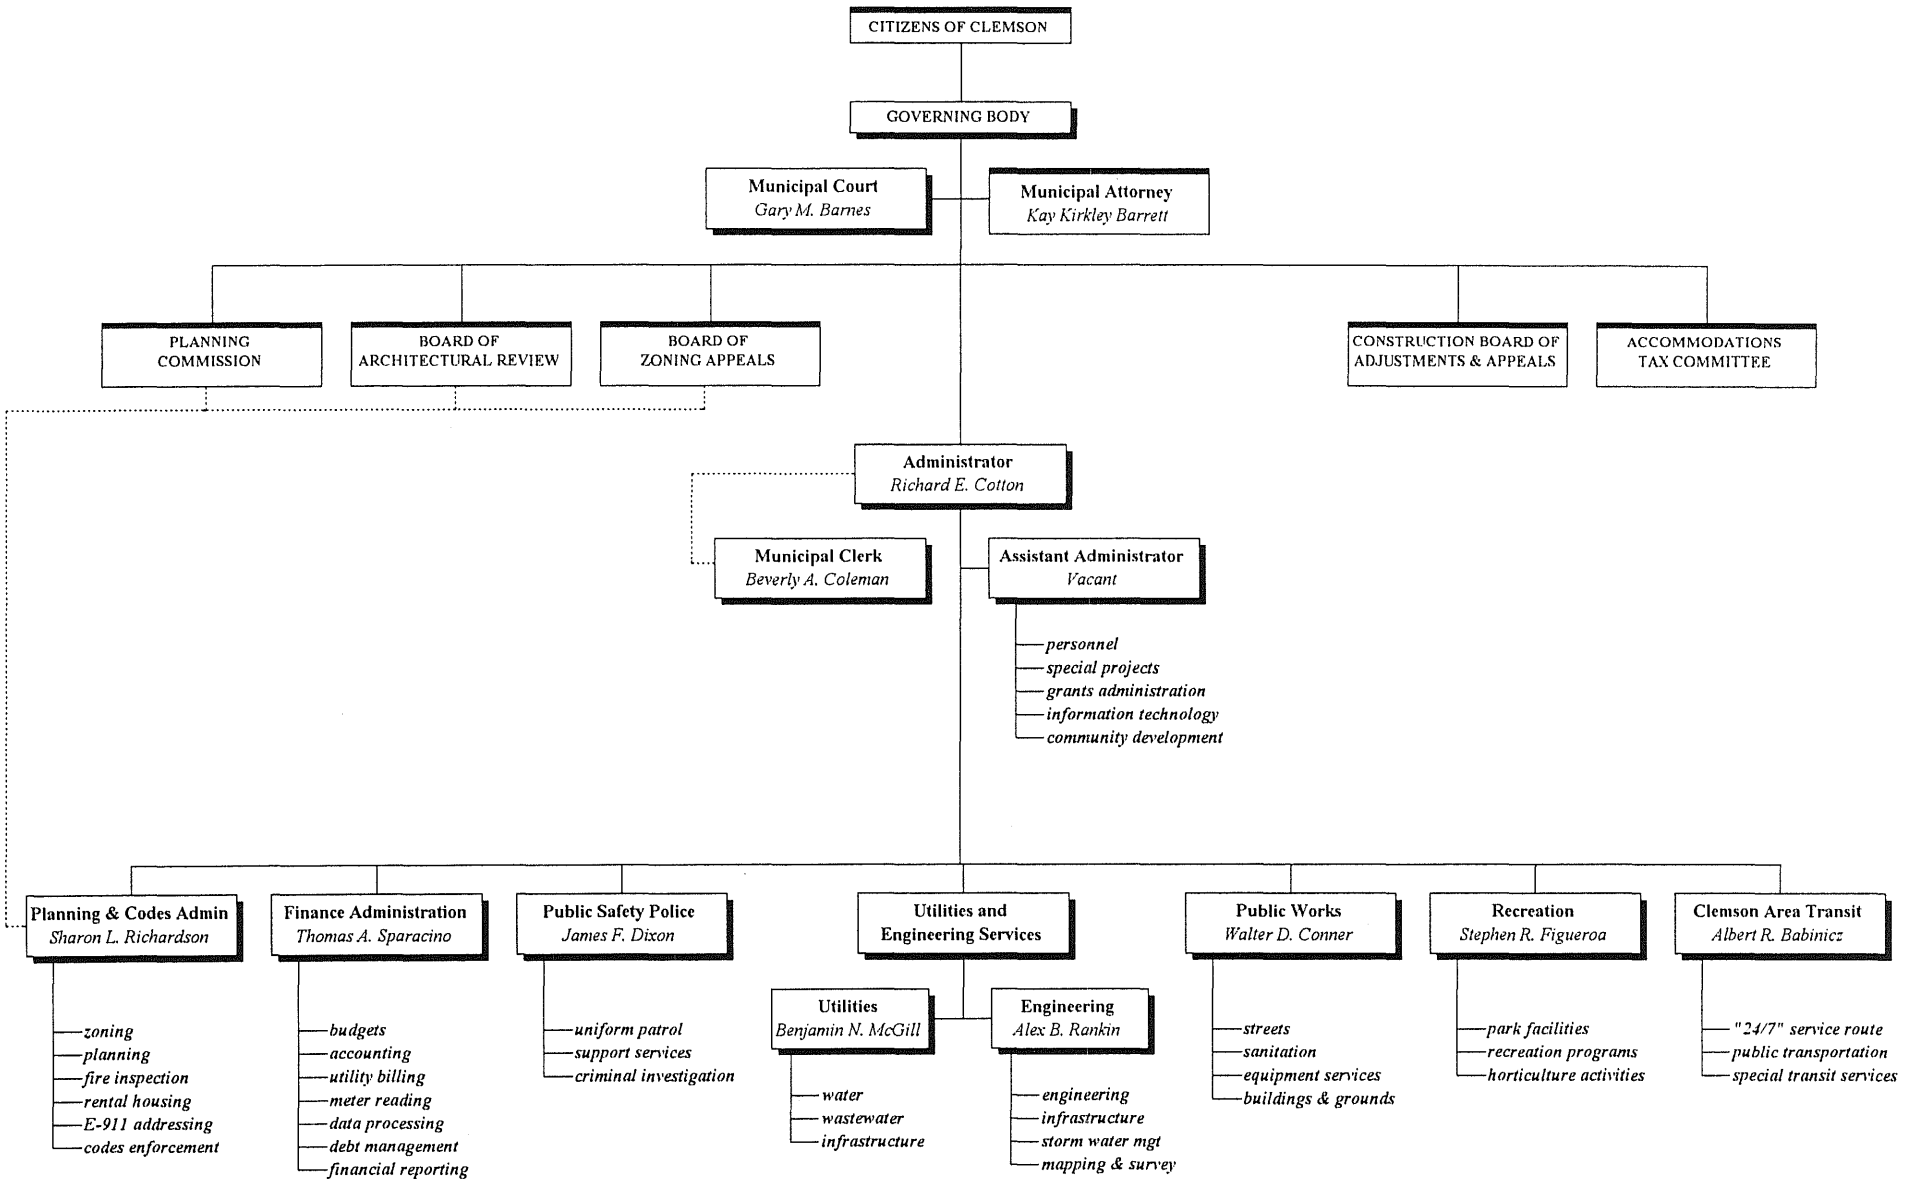 CITIZENS OF CLEMSON
GOVERNING BODY
Municipal Court
Gary M. Barnes
Municipal Attorney
Kay Kirkley Barrett
PLANNING
COMMISSION
BOARD OF
ARCHITECTURAL REVIEW
BOARD OF
ZONING APPEALS
CONSTRUCTION BOARD OF
ADJUSTMENTS & APPEALS
ACCOMMODATIONS
TAX COMMITTEE
Administrator
Richard E. Cotton
Municipal Clerk
Beverly A. Coleman
Assistant Administrator
Vacant
personnel
special projects
grants administration
information technology
community development
Planning & Codes Admin
Sharon L. Richardson
zoning
planning
fire inspection
rental housing
E-911 addressing
codes enforcement
Finance Administration
Thomas A. Sparacino
budgets
accounting
utility billing
meter reading
data processing
debt management
financial reporting
Public Safety Police
James F. Dixon
uniform patrol
support services
criminal investigation
Utilities and
Engineering Services
Utilities
Benjamin N. McGill
water
wastewater
infrastructure
Engineering
Alex B. Rankin
engineering
infrastructure
storm water mgt
mapping & survey
Public Works
Walter D. Conner
streets
sanitation
equipment services
buildings & grounds
Recreation
Stephen R. Figueroa
park facilities
recreation programs
horticulture activities
Clemson Area Transit
Albert R. Babinicz
"24/7" service route
public transportation
special transit services